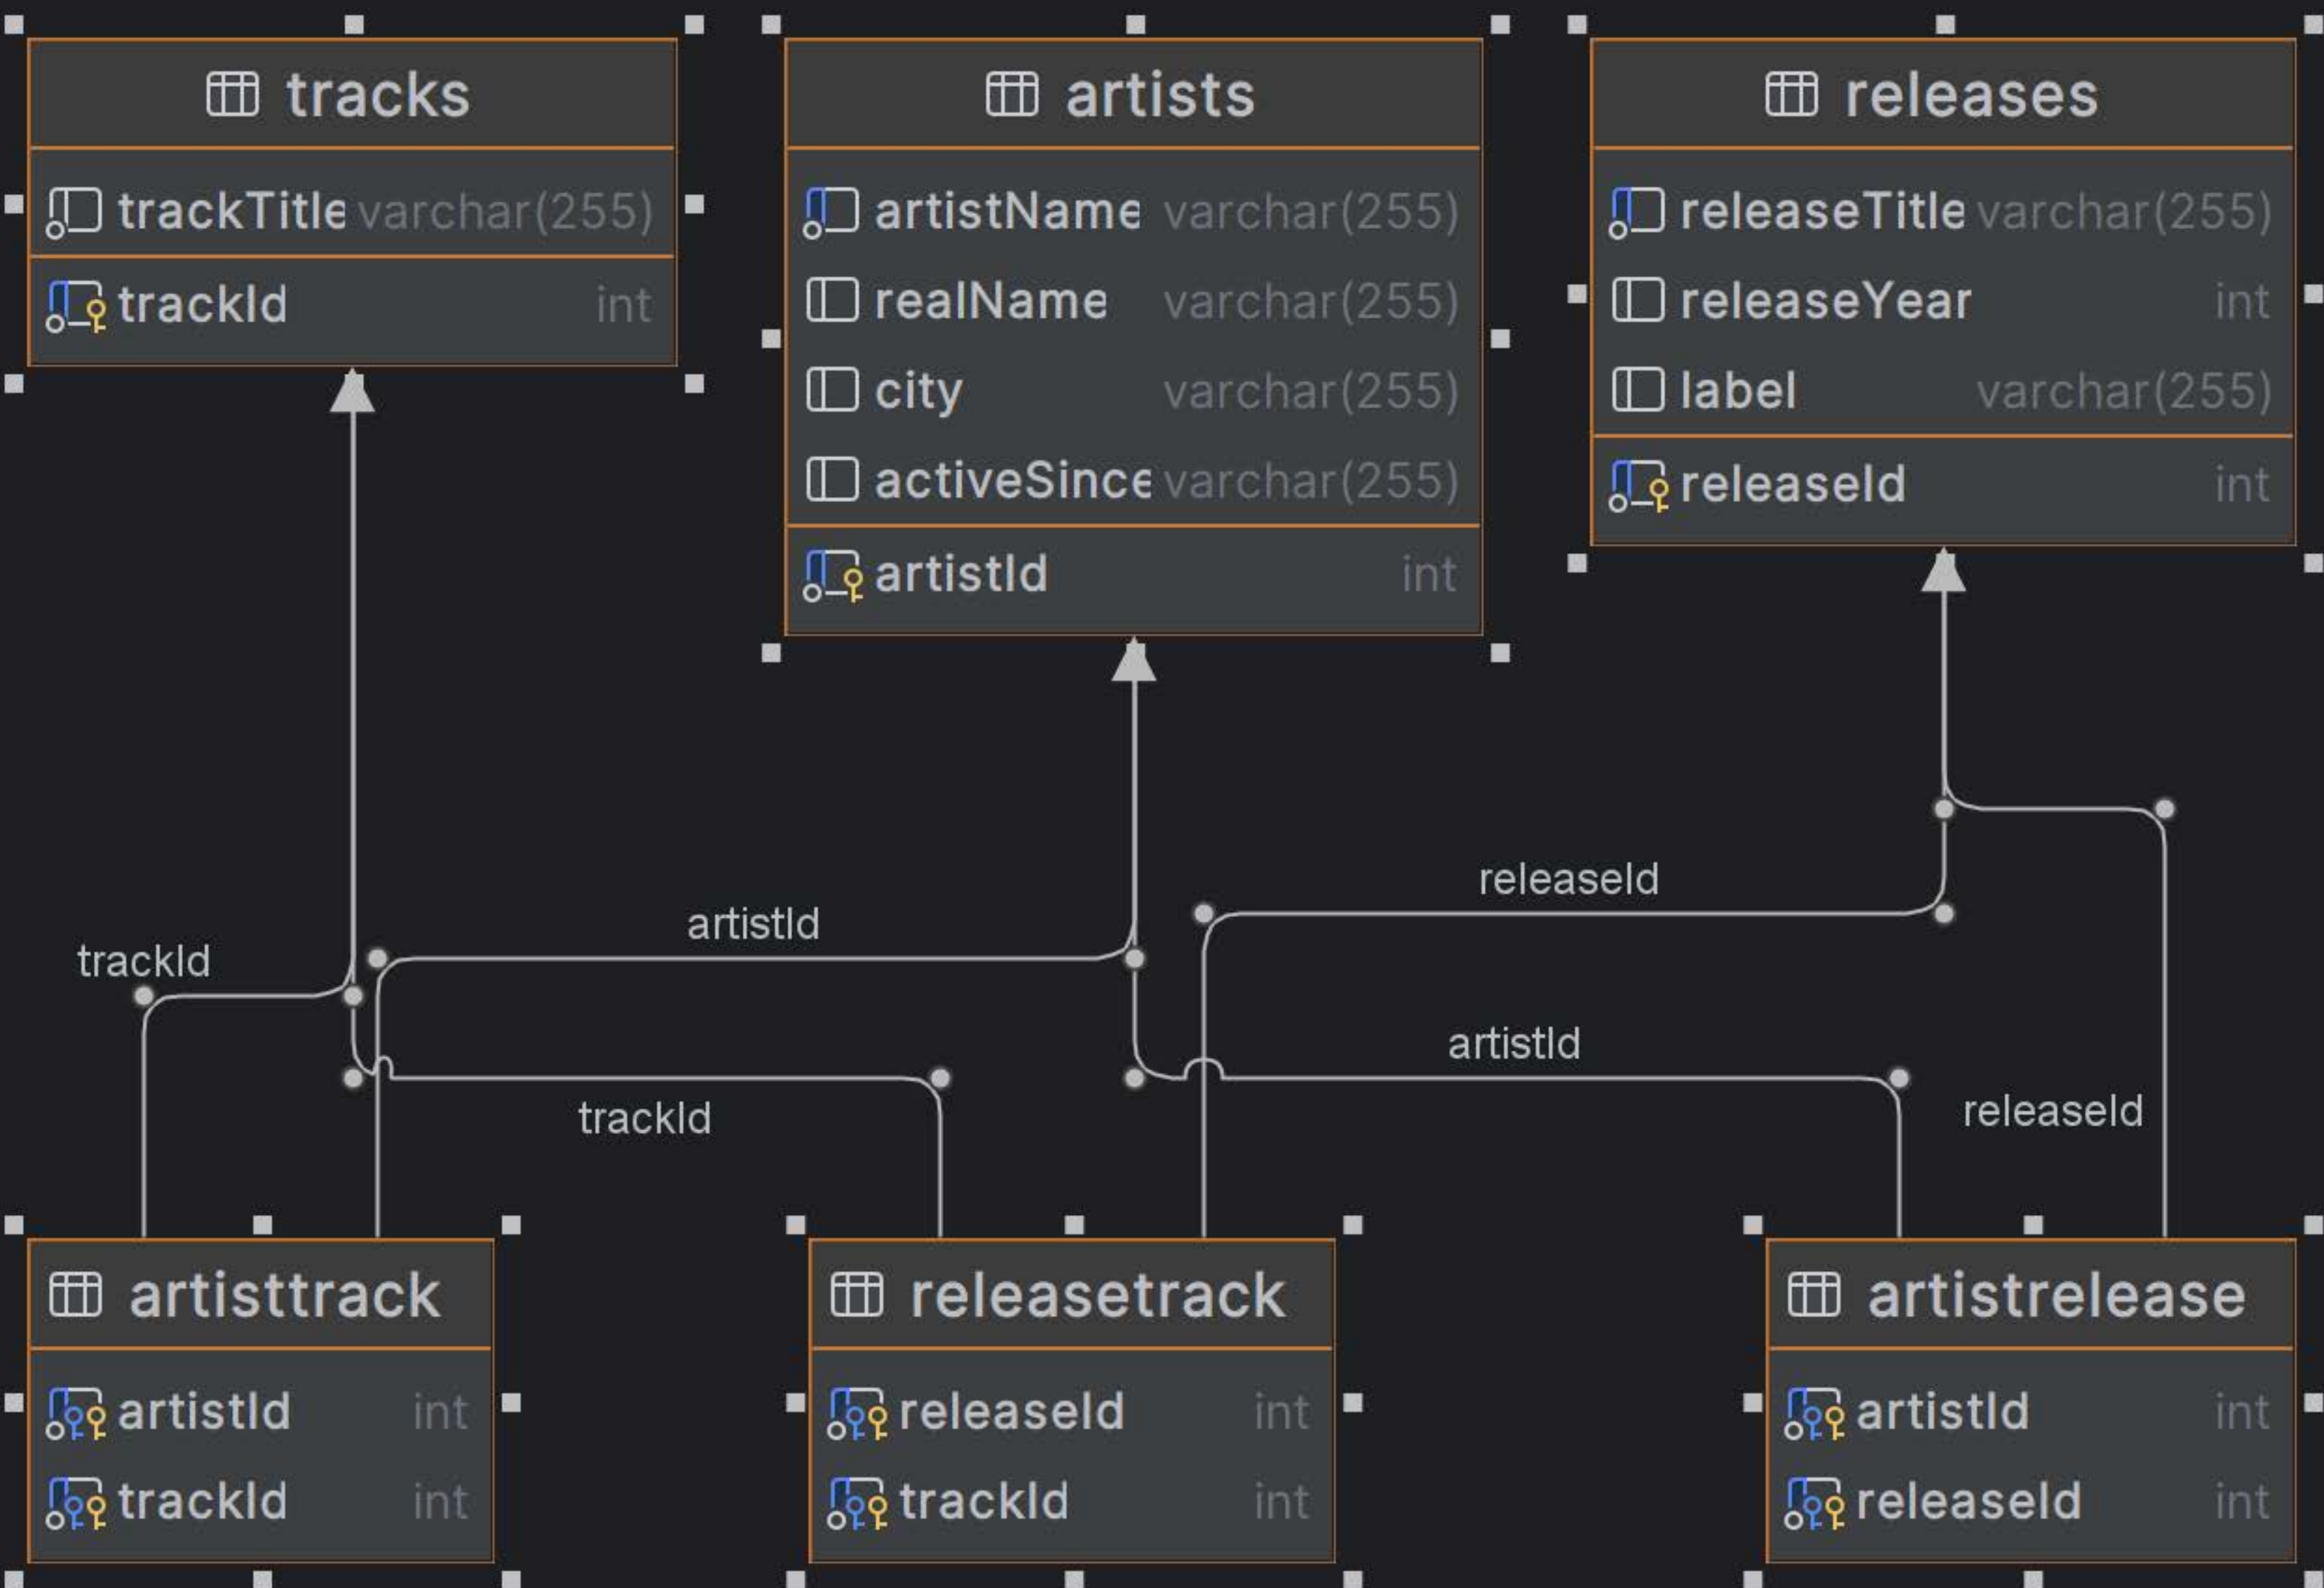 tracks
trackTitle varchar(255)
trackId int
artists
artistName varchar(255)
realName varchar(255)
city varchar(255)
activeSince varchar(255)
artistId int
releases
releaseTitle varchar(255)
releaseYear int
label varchar(255)
releaseId int
releaseId
artistId
trackId
artistId
releaseId
trackId
artisttrack
artistId int
trackId int
releasetrack
releaseId int
trackId int
artistrelease
artistId int
releaseId int